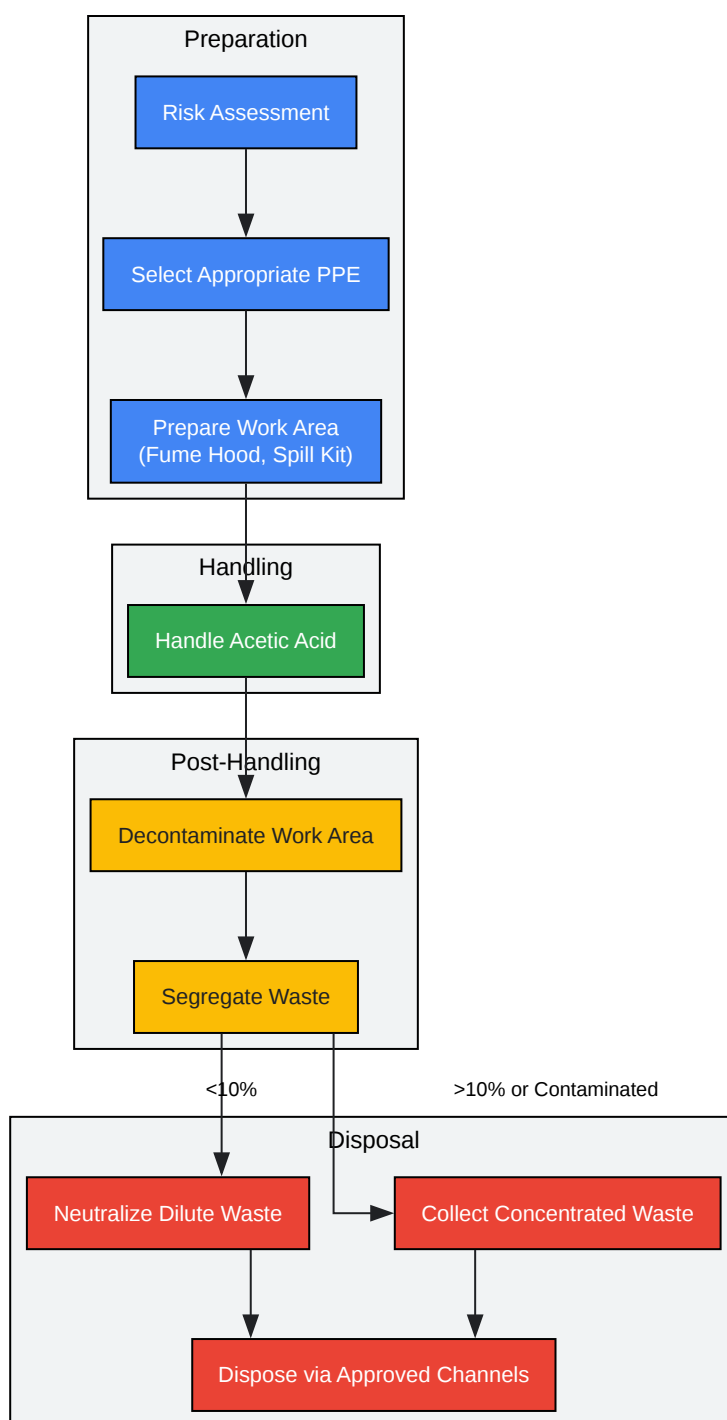 Preparation
Risk Assessment
Select Appropriate PPE
Prepare Work Area
(Fume Hood, Spill Kit)
Handling
Handle Acetic Acid
Post-Handling
Decontaminate Work Area
Segregate Waste
<10%
>10% or Contaminated
Disposal
Neutralize Dilute Waste
Collect Concentrated Waste
Dispose via Approved Channels